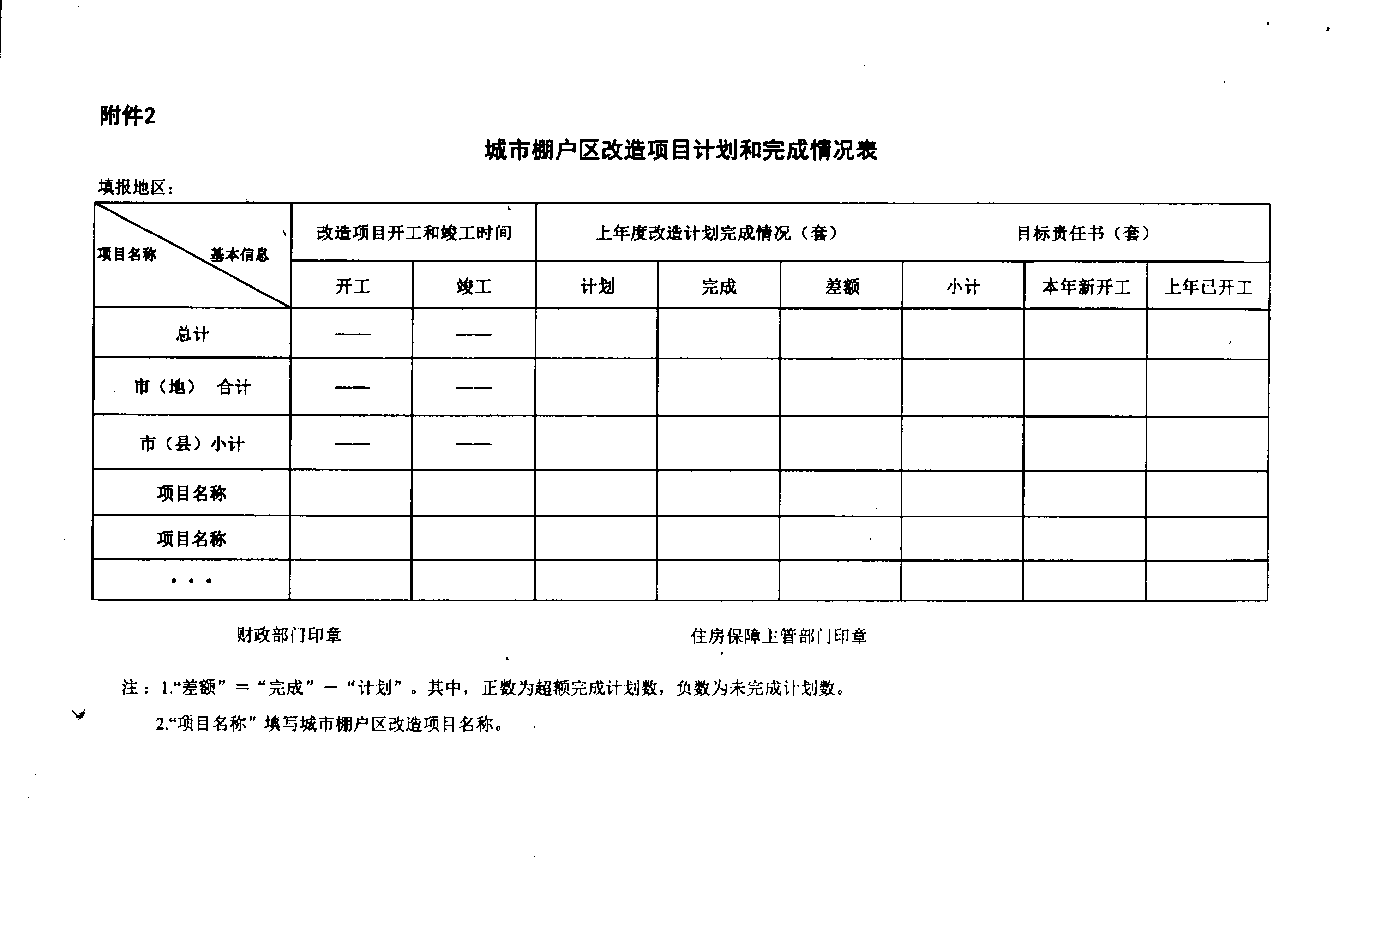 附件2
城市棚户区改造项目计划和完成情况表
填报地区：
项目名称 基本信息 改造项目开工和竣工时间 上年度改造计划完成情况（套） 目标责任书（套）
开工 竣工 计划 完成 差额 小计 本年新开工 上年已开工
总计 —— ——
市（地） 合计 —— ——
市（县）小计 —— ——
项目名称
项目名称
・・・
财政部门印章 住房保障主管部门印章
注：1.“差额”＝“完成”－“计划”。其中，正数为超额完成计划数，负数为未完成计划数。
2.“项目名称”填写城市棚户区改造项目名称。